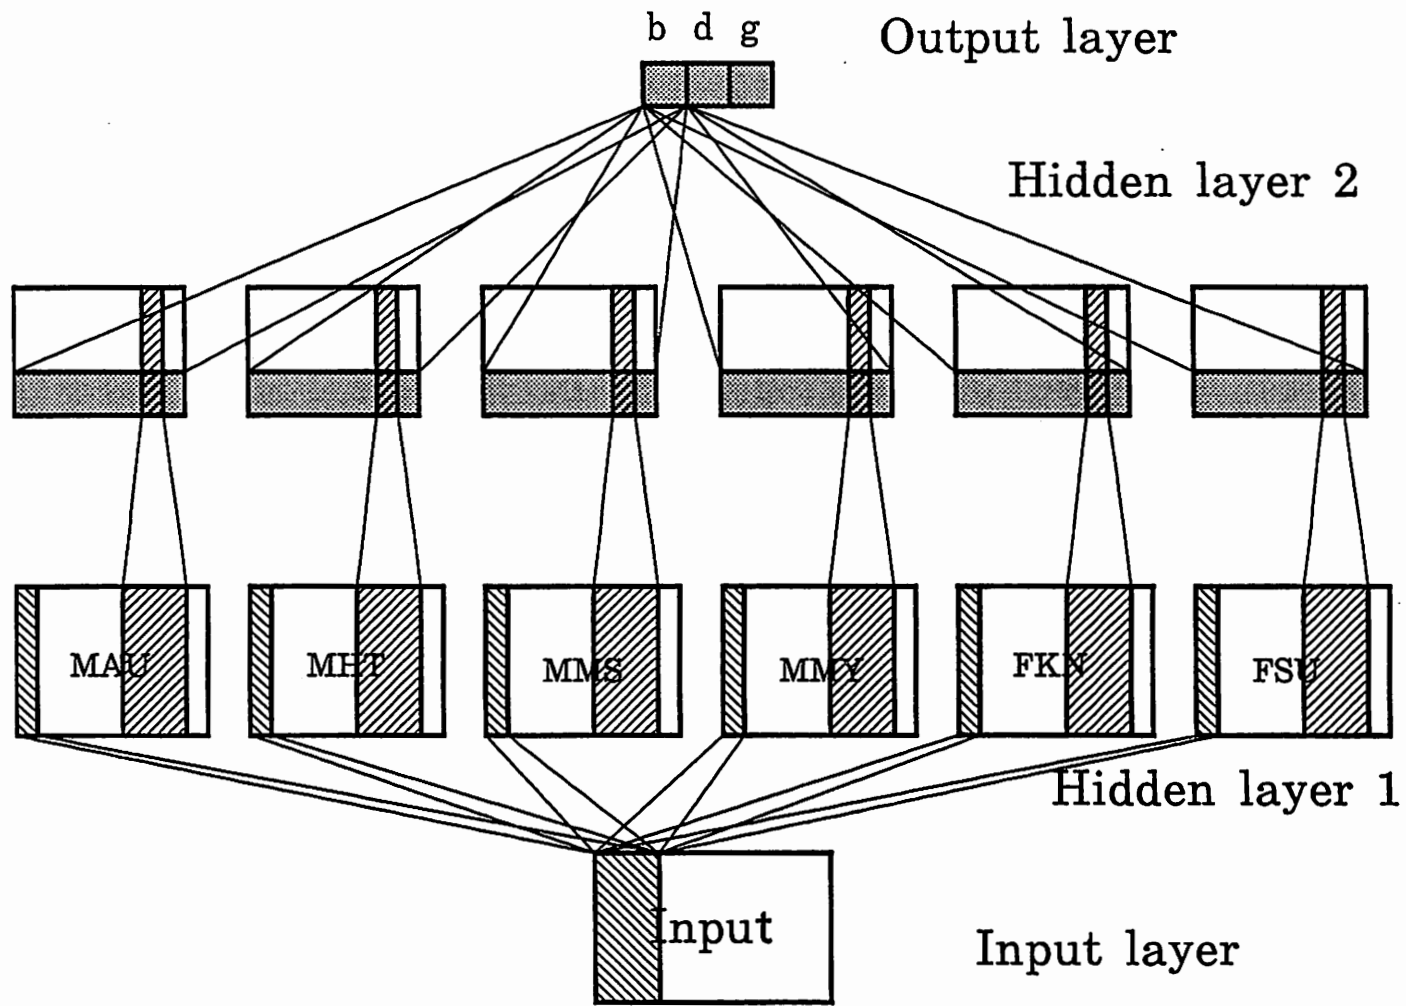 b d g
Output layer
Hidden layer 2
MAU MHT MMS MMY FKN FSU
Hidden layer 1
Input
Input layer